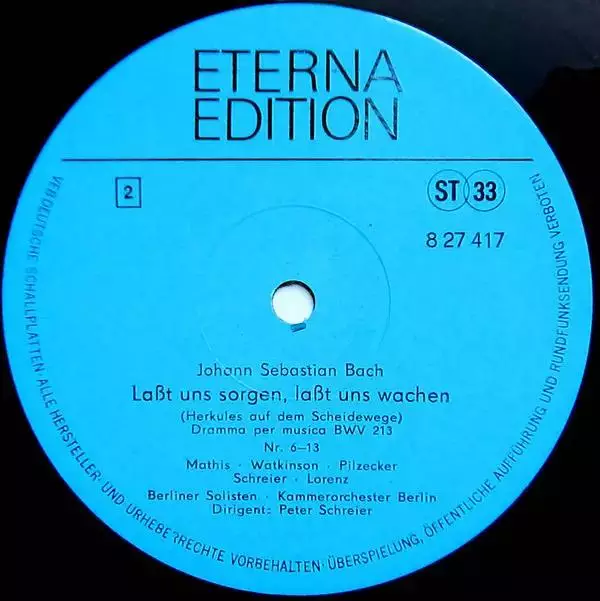 ETERNA
EDITION
2
ST 33
8 27 417
Johann Sebastian Bach
Laßt uns sorgen, laßt uns wachen
(Herkules auf dem Scheidewege)
Dramma per musica BWV 213
Nr. 6–13
Mathis · Watkinson · Pilzecker
Schreier · Lorenz
Berliner Solisten · Kammerorchester Berlin
Dirigent: Peter Schreier
VEB DEUTSCHE SCHALLPLATTEN · ALLE HERSTELLER- UND URHEBERRECHTE VORBEHALTEN · ÜBERSPIELUNG, ÖFFENTLICHE AUFFÜHRUNG UND RUNDFUNKSENDUNG VERBOTEN